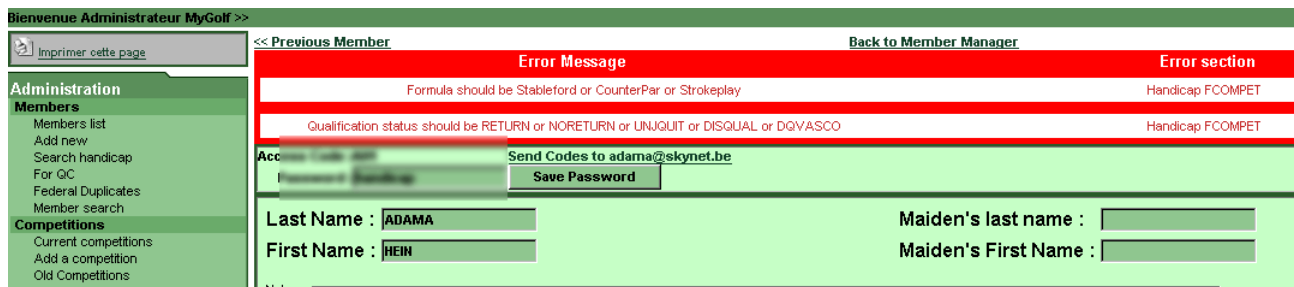 Bienvenue Administrateur MyGolf >>
Imprimer cette page
Administration
Members
Members list
Add new
Search handicap
For QC
Federal Duplicates
Member search
Competitions
Current competitions
Add a competition
Old Competitions
<< Previous Member Back to Member Manager
Error Message Error section
Formula should be Stableford or CounterPar or Strokeplay Handicap FCOMPET
Qualification status should be RETURN or NORETURN or UNJQUIT or DISQUAL or DQVASCO Handicap FCOMPET
Send Codes to adama@skynet.be
Save Password
Last Name : ADAMA Maiden's last name :
First Name : HEIN Maiden's First Name :